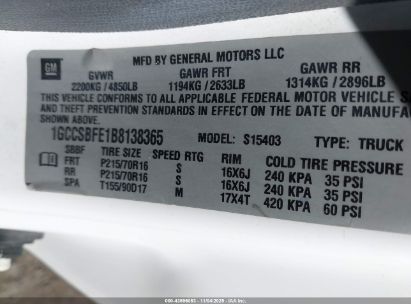 MFD BY GENERAL MOTORS LLC
GM GVWR GAWR FRT GAWR RR
2200KG / 4850LB 1194KG / 2633LB 1314KG / 2896LB
THIS VEHICLE CONFORMS TO ALL APPLICABLE FEDERAL MOTOR VEHICLE
AND THEFT PREVENTION STANDARDS IN EFFECT ON THE DATE OF MANUFAC
SHOWN ABOVE.
1GCCSBFE1B8138365 MODEL: S15403 TYPE: TRUCK
SBBF TIRE SIZE SPEED RTG RIM COLD TIRE PRESSURE
FRT P215/70R16 S 16X6J 240 KPA 35 PSI
RR P215/70R16 S 16X6J 240 KPA 35 PSI
SPA T155/90D17 M 17X4T 420 KPA 60 PSI